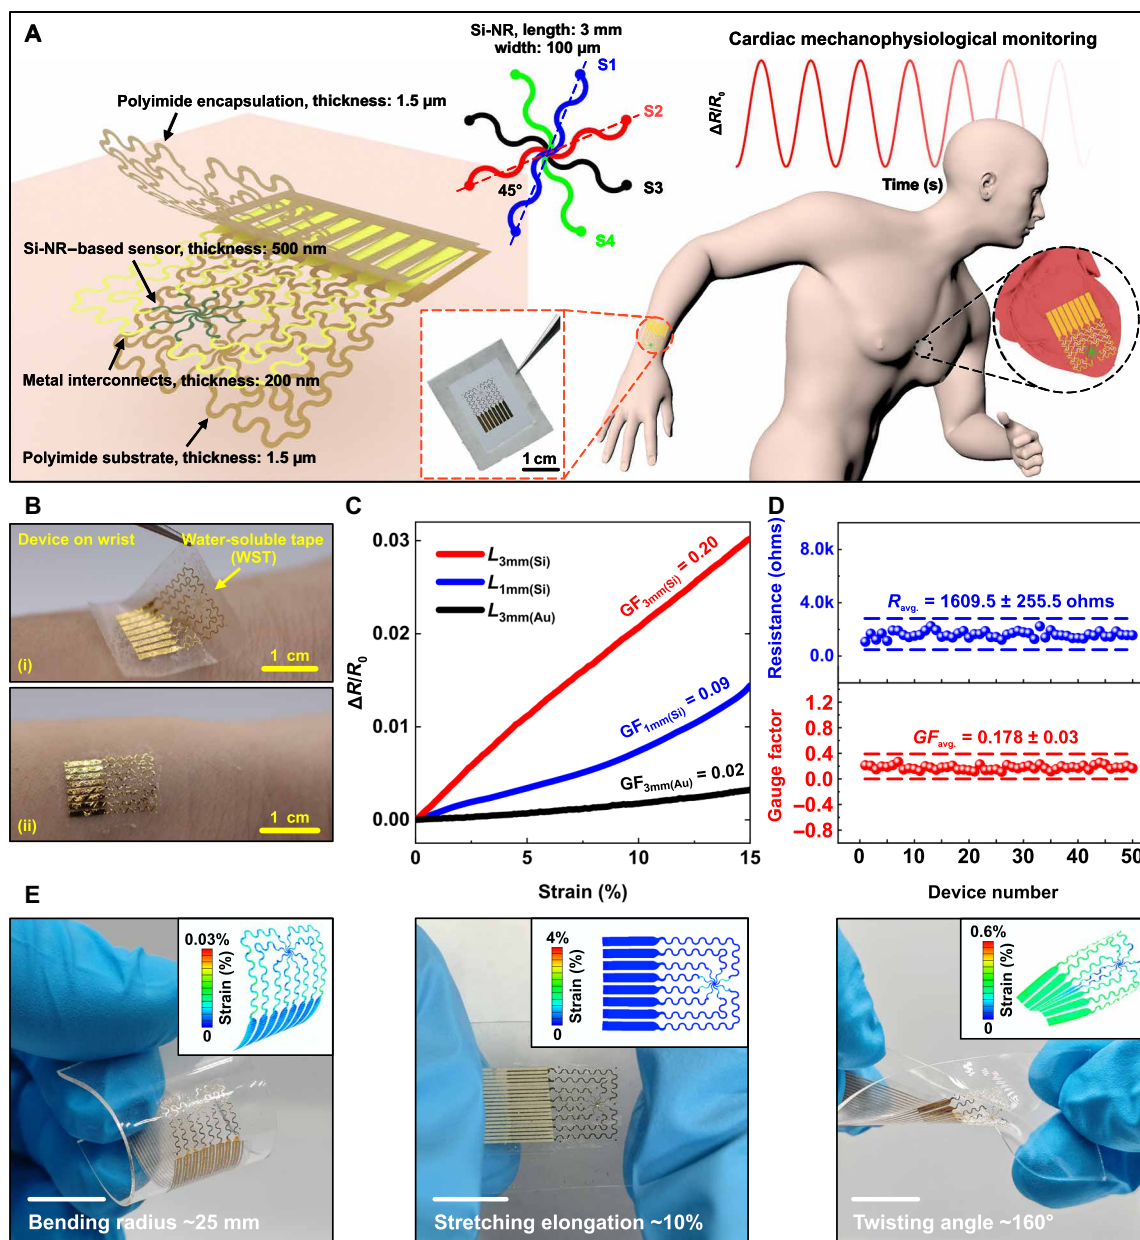 A
Si-NR, length: 3 mm
width: 100 µm
S1
S2
S3
S4
45°
Polyimide encapsulation, thickness: 1.5 µm
Si-NR–based sensor, thickness: 500 nm
Metal interconnects, thickness: 200 nm
Polyimide substrate, thickness: 1.5 µm
1 cm
Cardiac mechanophysiological monitoring
ΔR/R0
Time (s)
B
Device on wrist
Water-soluble tape
(WST)
1 cm
(i)
1 cm
(ii)
C
0.03
0.02
0.01
0.00
ΔR/R0
L3mm(Si)
L1mm(Si)
L3mm(Au)
GF3mm(Si) = 0.20
GF1mm(Si) = 0.09
GF3mm(Au) = 0.02
0
5
10
15
Strain (%)
D
Resistance (ohms)
8.0k
4.0k
0.0
Ravg. = 1609.5 ± 255.5 ohms
Gauge factor
1.2
0.8
0.4
0.0
–0.4
–0.8
GFavg. = 0.178 ± 0.03
0
10
20
30
40
50
Device number
E
0.03%
Strain (%)
0
Bending radius ~25 mm
4%
Strain (%)
0
Stretching elongation ~10%
0.6%
Strain (%)
0
Twisting angle ~160°